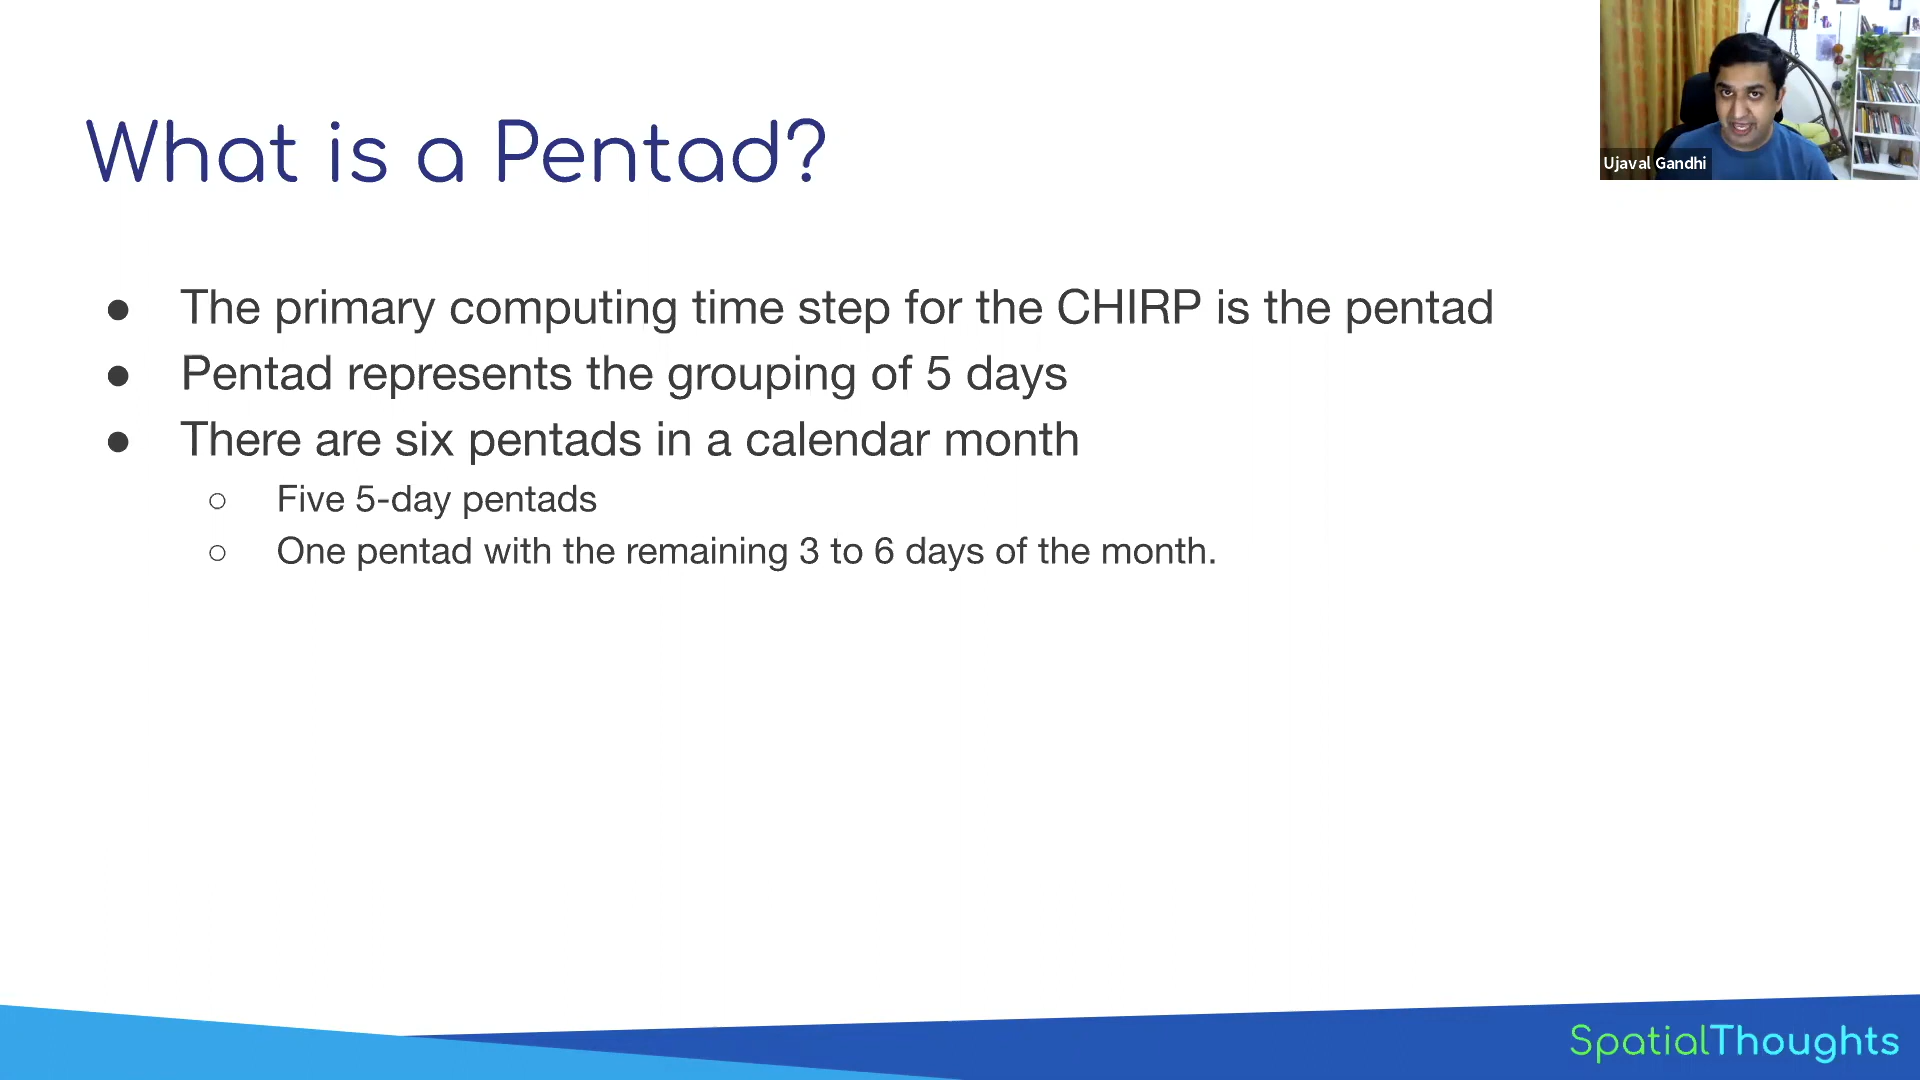 What is a Pentad?
Ujaval Gandhi
● The primary computing time step for the CHIRP is the pentad
● Pentad represents the grouping of 5 days
● There are six pentads in a calendar month
○ Five 5-day pentads
○ One pentad with the remaining 3 to 6 days of the month.
SpatialThoughts